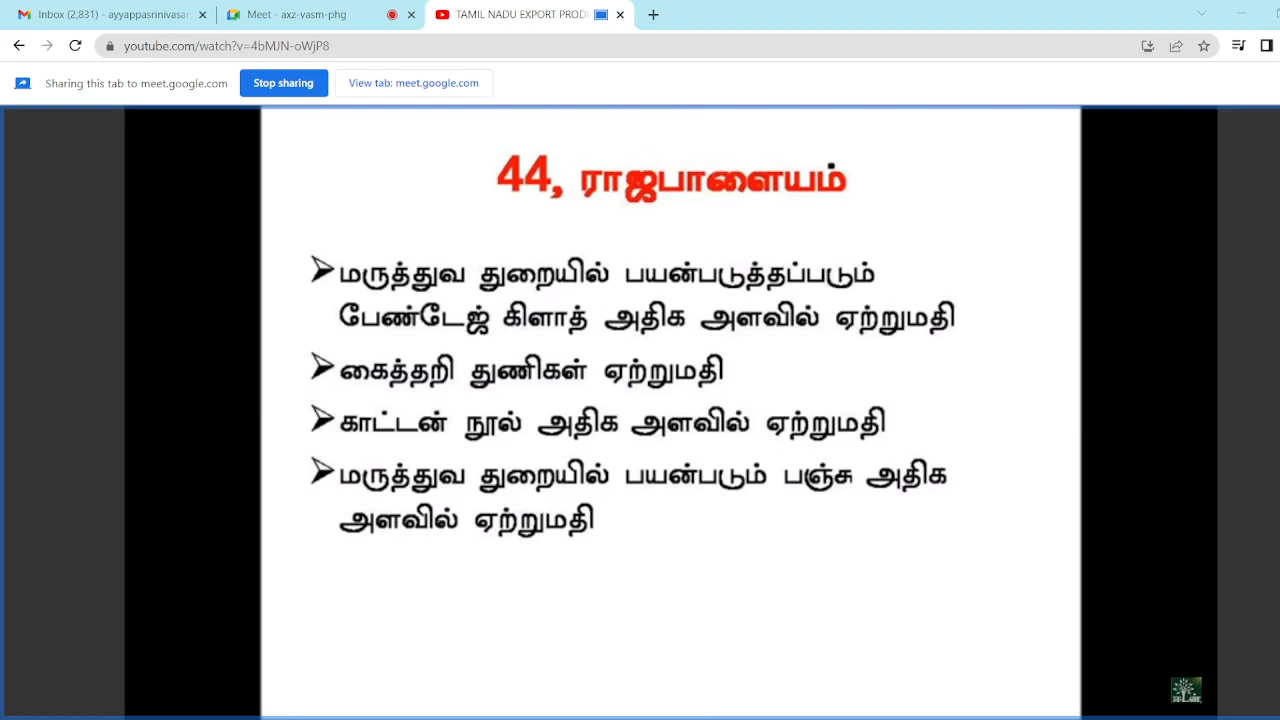 Inbox (2,831) - ayyappasrinivasar
Meet - axz-vasm-phg
TAMIL NADU EXPORT PROD
youtube.com/watch?v=4bMJN-oWjP8
Sharing this tab to meet.google.com
Stop sharing
View tab: meet.google.com
44, ராஜபாளையம்
➢மருத்துவ துறையில் பயன்படுத்தப்படும்
பேண்டேஜ் கிளாத் அதிக அளவில் ஏற்றுமதி
➢கைத்தறி துணிகள் ஏற்றுமதி
➢காட்டன் நூல் அதிக அளவில் ஏற்றுமதி
➢மருத்துவ துறையில் பயன்படும் பஞ்சு அதிக
அளவில் ஏற்றுமதி
ஈடன்